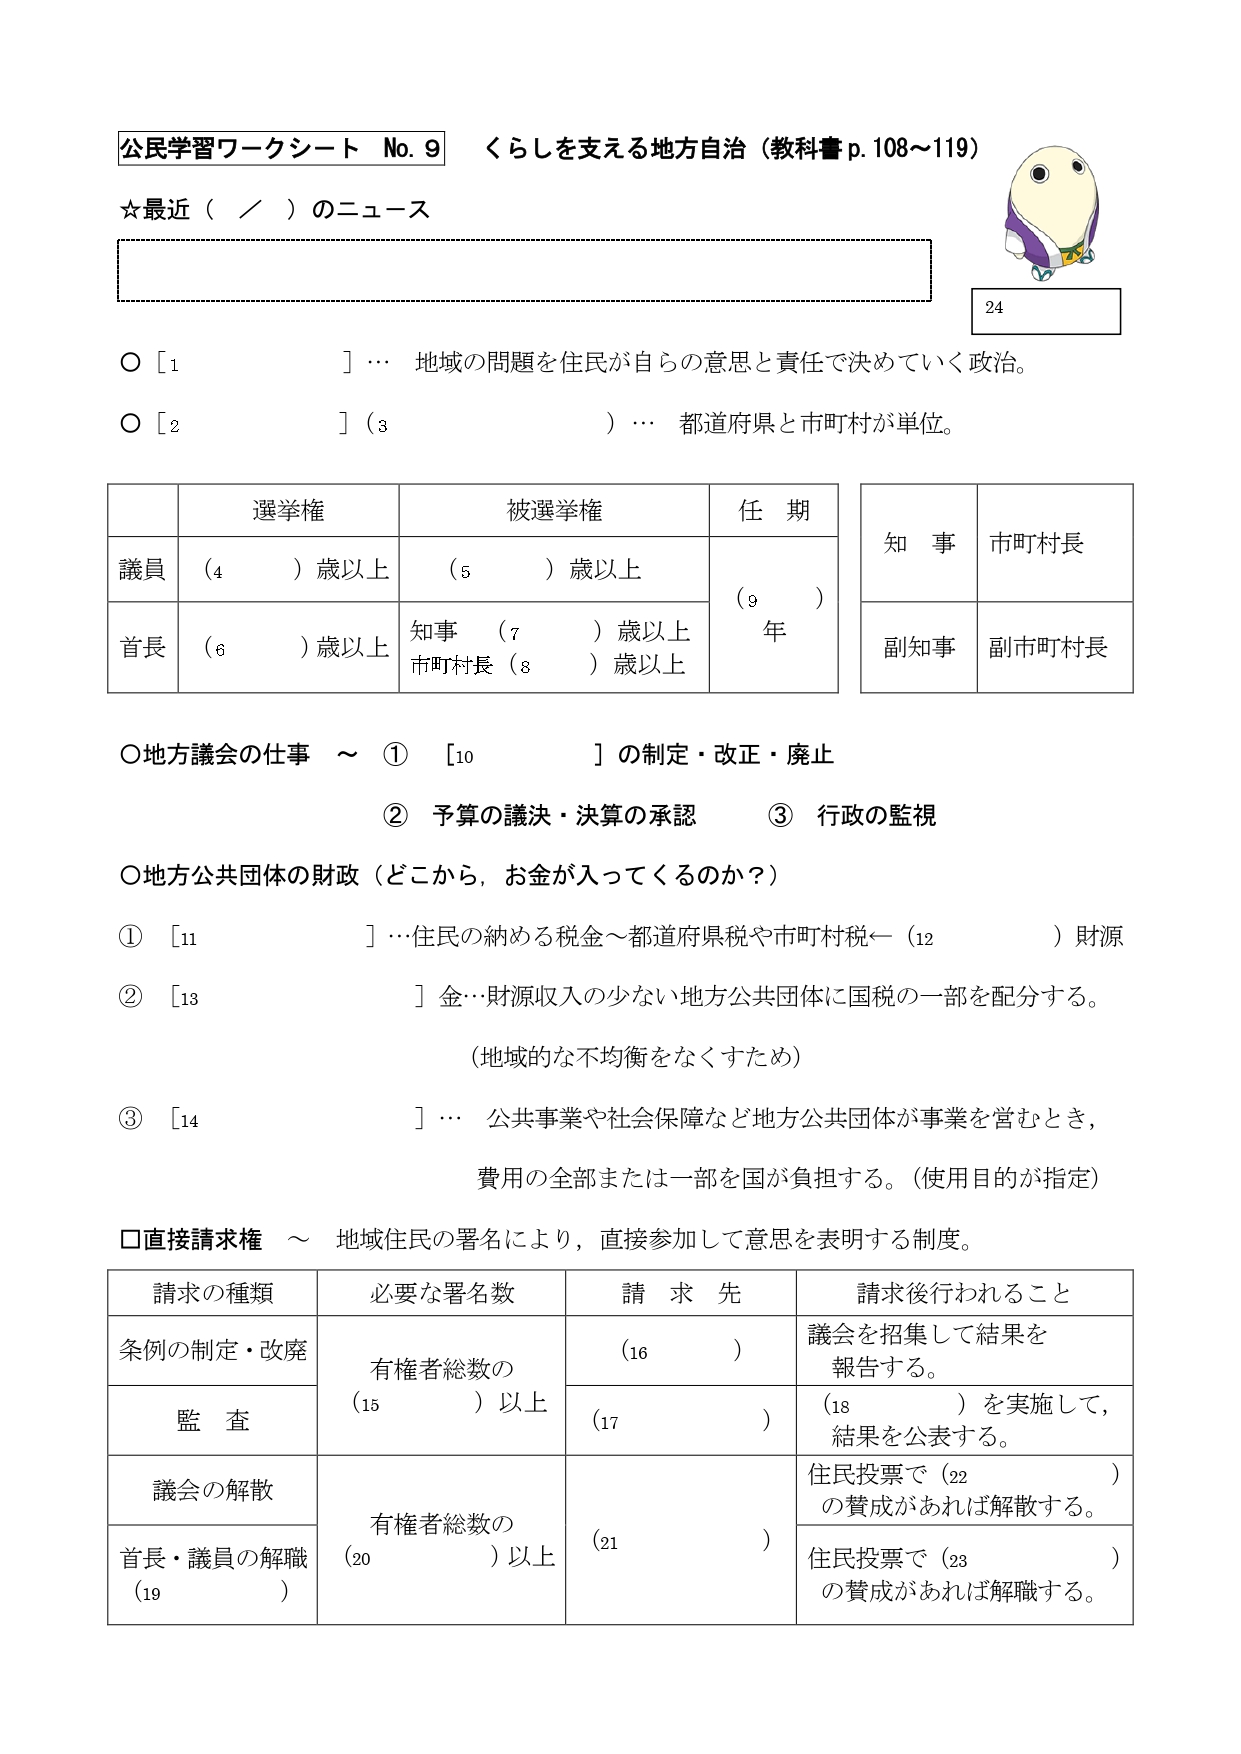 公民学習ワークシート　No.9　くらしを支える地方自治（教科書p.108～119）
☆最近（　／　）のニュース
24
○［1　　　　　　］…　地域の問題を住民が自らの意思と責任で決めていく政治。
○［2　　　　　　］（3　　　　　　　　　）…　都道府県と市町村が単位。
選挙権　被選挙権　任　期
議員　（4　　　）歳以上　（5　　　）歳以上
（9　　）年
首長　（6　　　）歳以上　知事　（7　　　）歳以上
市町村長（8　　　）歳以上
知　事　市町村長
副知事　副市町村長
○地方議会の仕事　～　①　［10　　　　　］の制定・改正・廃止
②　予算の議決・決算の承認　　　③　行政の監視
○地方公共団体の財政（どこから，お金が入ってくるのか？）
①　［11　　　　　　　］…住民の納める税金～都道府県税や市町村税←（12　　　　　）財源
②　［13　　　　　　　　　］金…財源収入の少ない地方公共団体に国税の一部を配分する。
（地域的な不均衡をなくすため）
③　［14　　　　　　　　　］…　公共事業や社会保障など地方公共団体が事業を営むとき，
費用の全部または一部を国が負担する。（使用目的が指定）
□直接請求権　～　地域住民の署名により，直接参加して意思を表明する制度。
請求の種類　必要な署名数　請　求　先　請求後行われること
条例の制定・改廃　有権者総数の（15　　　　）以上　（16　　　　）　議会を招集して結果を
報告する。
監　査　（17　　　　　　）　（18　　　　　）を実施して，
結果を公表する。
議会の解散　有権者総数の（20　　　　　）以上　（21　　　　　　）　住民投票で（22　　　　　　）
の賛成があれば解散する。
首長・議員の解職　住民投票で（23　　　　　　）
（19　　　　　）　の賛成があれば解職する。